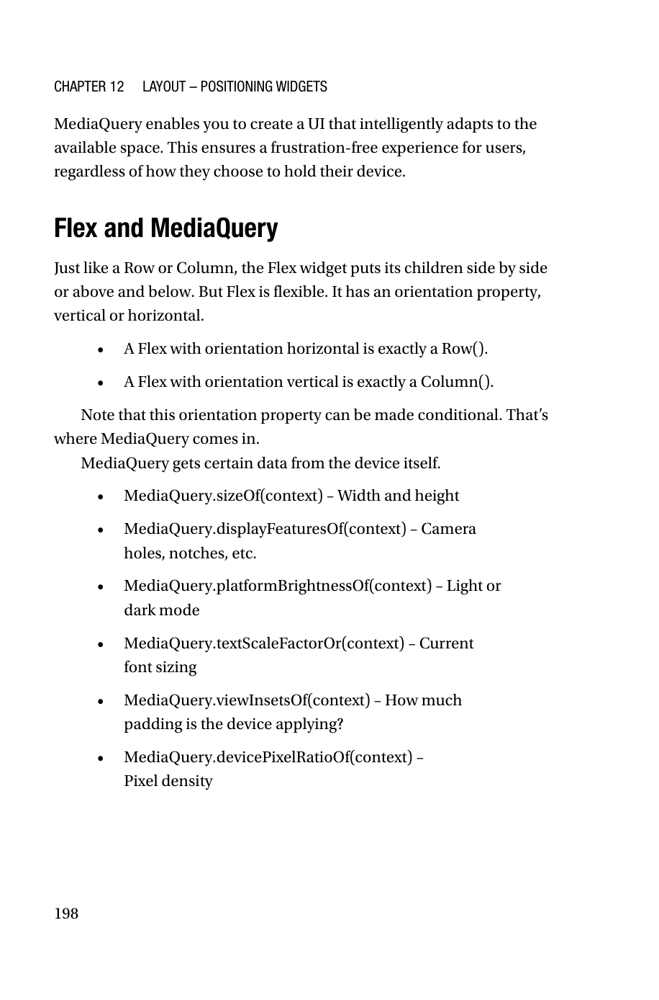 CHAPTER 12 LAYOUT – POSITIONING WIDGETS
MediaQuery enables you to create a UI that intelligently adapts to the
available space. This ensures a frustration-free experience for users,
regardless of how they choose to hold their device.
Flex and MediaQuery
Just like a Row or Column, the Flex widget puts its children side by side
or above and below. But Flex is flexible. It has an orientation property,
vertical or horizontal.
• A Flex with orientation horizontal is exactly a Row().
• A Flex with orientation vertical is exactly a Column().
Note that this orientation property can be made conditional. That’s
where MediaQuery comes in.
MediaQuery gets certain data from the device itself.
• MediaQuery.sizeOf(context) – Width and height
• MediaQuery.displayFeaturesOf(context) – Camera
holes, notches, etc.
• MediaQuery.platformBrightnessOf(context) – Light or
dark mode
• MediaQuery.textScaleFactorOr(context) – Current
font sizing
• MediaQuery.viewInsetsOf(context) – How much
padding is the device applying?
• MediaQuery.devicePixelRatioOf(context) –
Pixel density
198